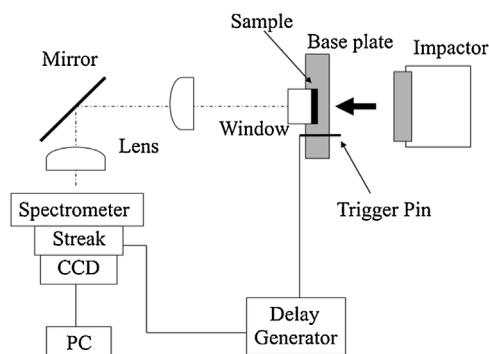 Sample
Base plate
Impactor
Mirror
Window
Lens
Trigger Pin
Spectrometer
Streak
CCD
Delay
Generator
PC